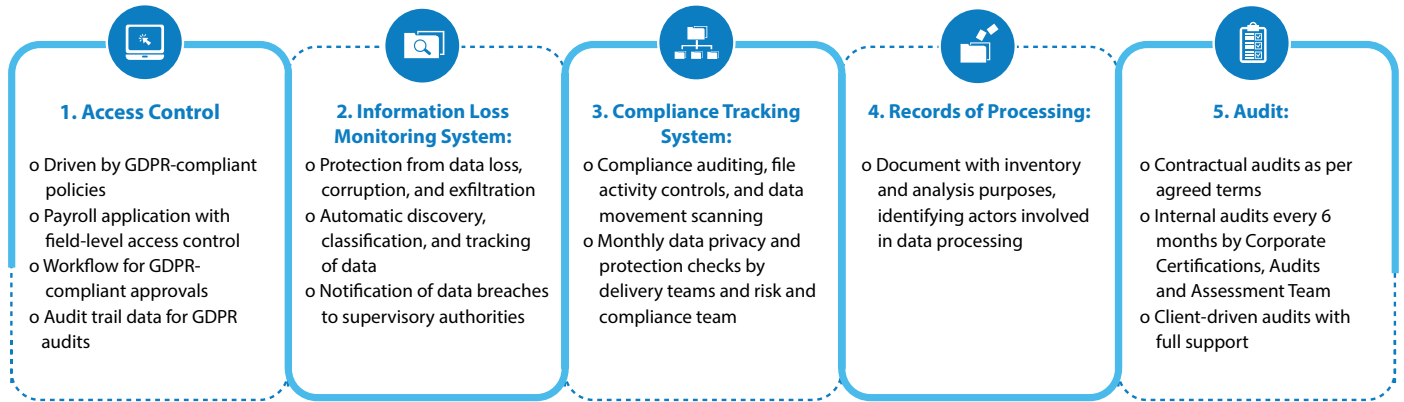 1. Access Control
o Driven by GDPR-compliant
policies
o Payroll application with
field-level access control
o Workflow for GDPR-
compliant approvals
o Audit trail data for GDPR
audits
2. Information Loss
Monitoring System:
o Protection from data loss,
corruption, and exfiltration
o Automatic discovery,
classification, and tracking
of data
o Notification of data breaches
to supervisory authorities
3. Compliance Tracking
System:
o Compliance auditing, file
activity controls, and data
movement scanning
o Monthly data privacy and
protection checks by
delivery teams and risk and
compliance team
4. Records of Processing:
o Document with inventory
and analysis purposes,
identifying actors involved
in data processing
5. Audit:
o Contractual audits as per
agreed terms
o Internal audits every 6
months by Corporate
Certifications, Audits
and Assessment Team
o Client-driven audits with
full support